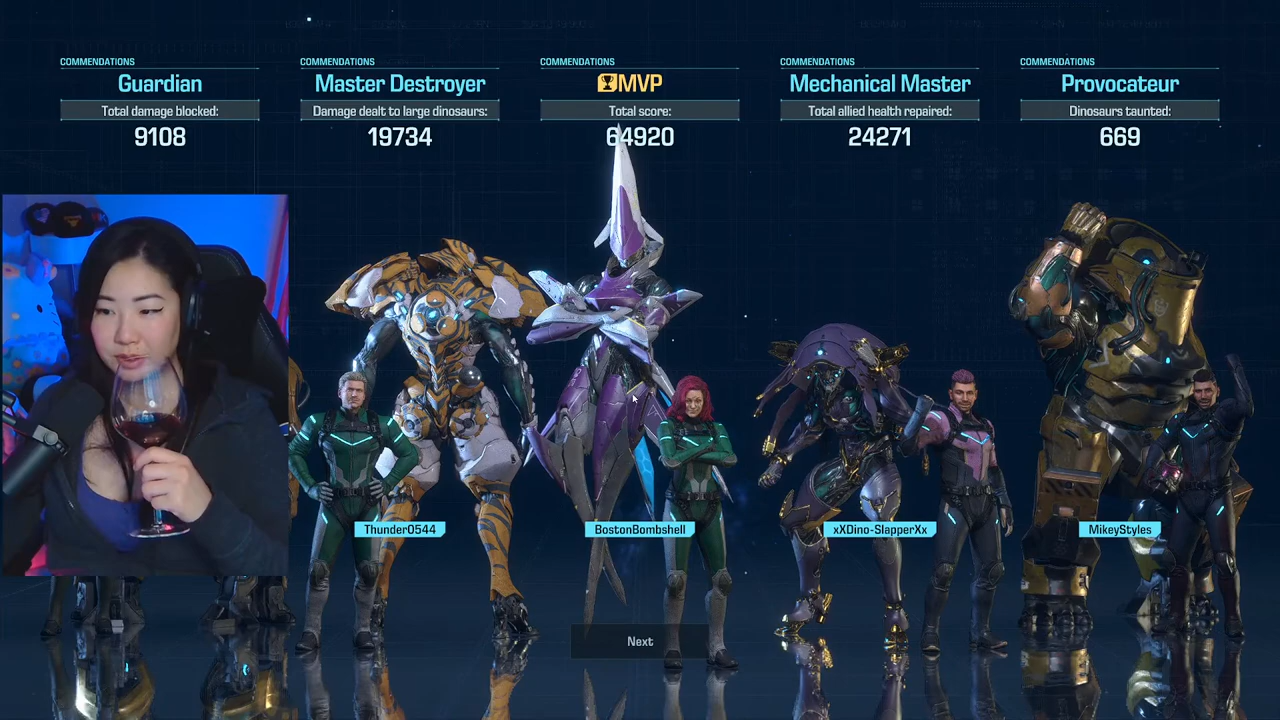 COMMENDATIONS
Guardian
Total damage blocked:
9108
COMMENDATIONS
Master Destroyer
Damage dealt to large dinosaurs:
19734
COMMENDATIONS
MVP
Total score:
64920
COMMENDATIONS
Mechanical Master
Total allied health repaired:
24271
COMMENDATIONS
Provocateur
Dinosaurs taunted:
669
Thunder0544
BostonBombshell
xXDino-SlapperXx
MikeyStyles
Next